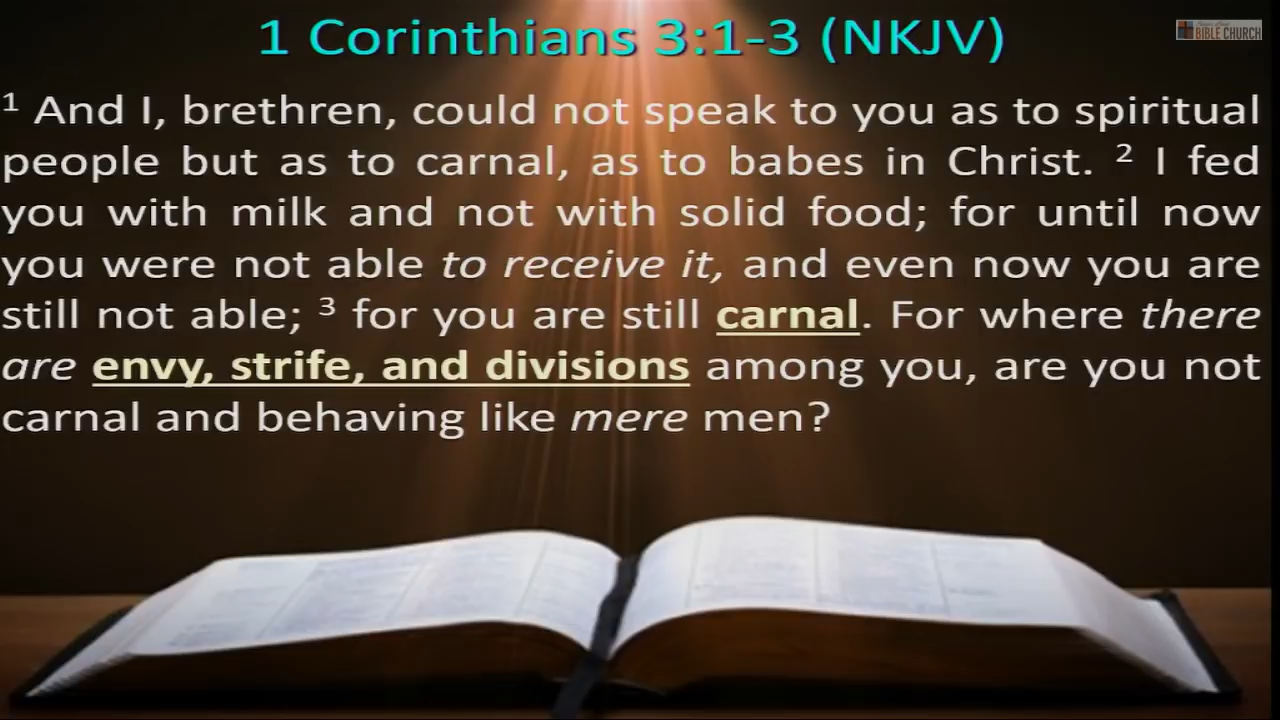 1 Corinthians 3:1-3 (NKJV)
BIBLE CHURCH
1 And I, brethren, could not speak to you as to spiritual
people but as to carnal, as to babes in Christ. 2 I fed
you with milk and not with solid food; for until now
you were not able to receive it, and even now you are
still not able; 3 for you are still carnal. For where there
are envy, strife, and divisions among you, are you not
carnal and behaving like mere men?